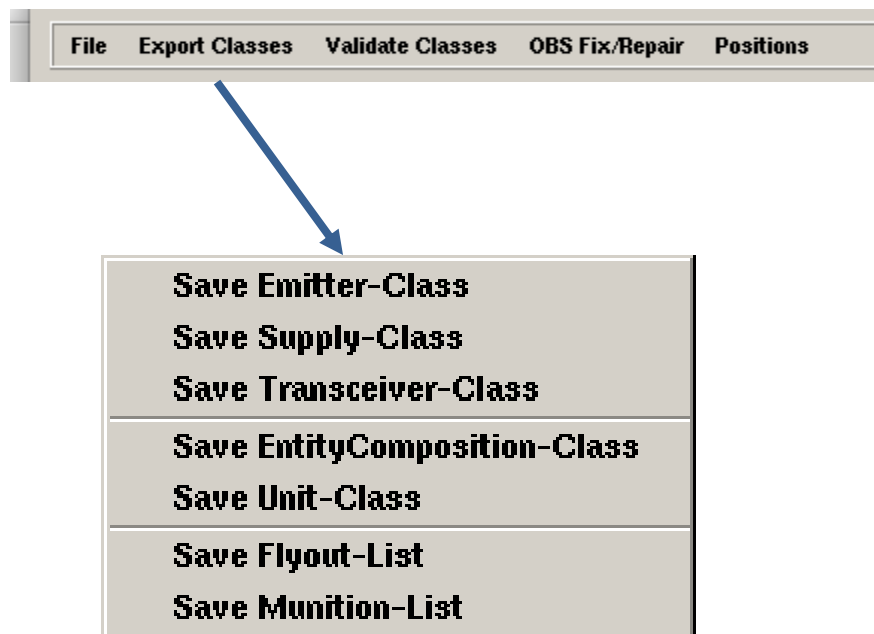 File Export Classes Validate Classes OBS Fix/Repair Positions
Save Emitter-Class
Save Supply-Class
Save Transceiver-Class
Save EntityComposition-Class
Save Unit-Class
Save Flyout-List
Save Munition-List